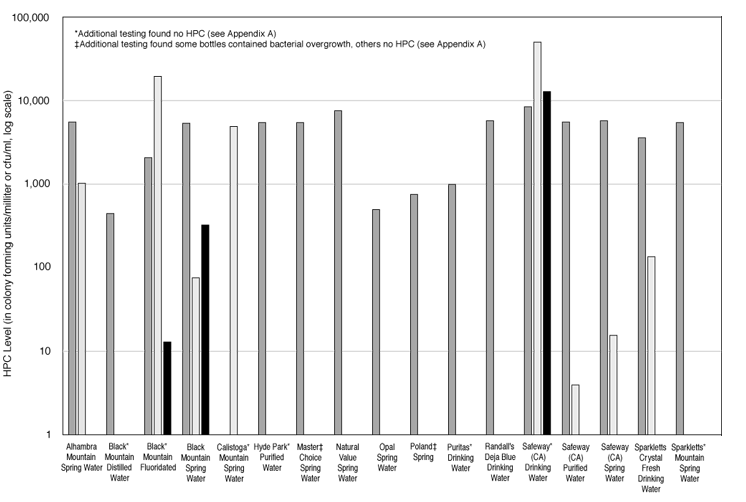 100,000
*Additional testing found no HPC (see Appendix A)
‡Additional testing found some bottles contained bacterial overgrowth, others no HPC (see Appendix A)
10,000
1,000
100
10
1
HPC Level (in colony forming units/milliter or cfu/ml, log scale)
Alhambra
Mountain
Spring Water
Black*
Mountain
Distilled
Water
Black*
Mountain
Fluoridated
Black
Mountain
Spring
Water
Calistoga*
Mountain
Spring
Water
Hyde Park*
Purified
Water
Master‡
Choice
Spring
Water
Natural
Value
Spring
Water
Opal
Spring
Water
Poland‡
Spring
Puritas*
Drinking
Water
Randall's
Deja Blue
Drinking
Water
Safeway*
(CA)
Drinking
Water
Safeway
(CA)
Purified
Water
Safeway
(CA)
Spring
Water
Sparkletts
Crystal
Fresh
Drinking
Water
Sparkletts*
Mountain
Spring
Water